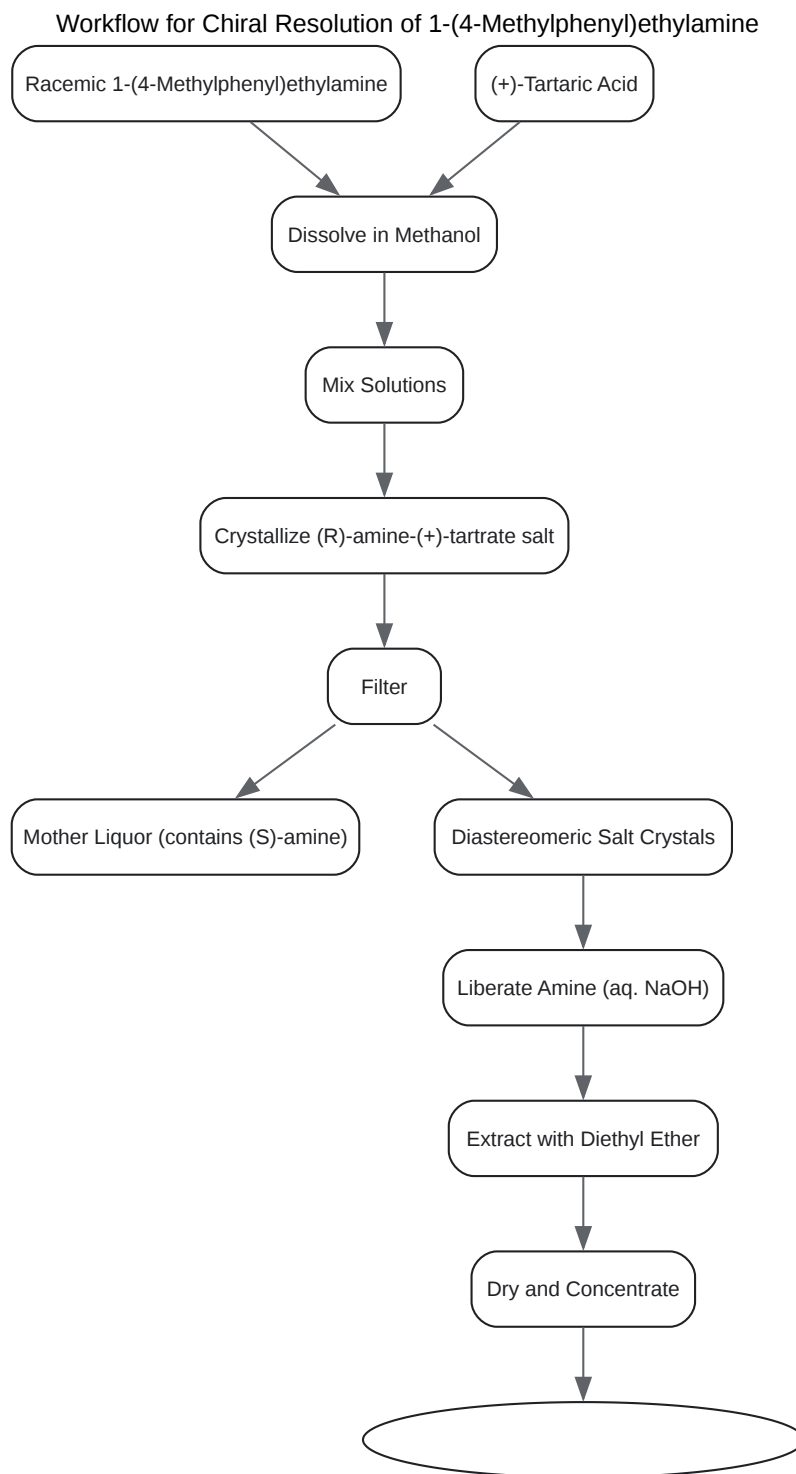 Workflow for Chiral Resolution of 1-(4-Methylphenyl)ethylamine
Racemic 1-(4-Methylphenyl)ethylamine
(+)-Tartaric Acid
Dissolve in Methanol
Mix Solutions
Crystallize (R)-amine-(+)-tartrate salt
Filter
Mother Liquor (contains (S)-amine)
Diastereomeric Salt Crystals
Liberate Amine (aq. NaOH)
Extract with Diethyl Ether
Dry and Concentrate